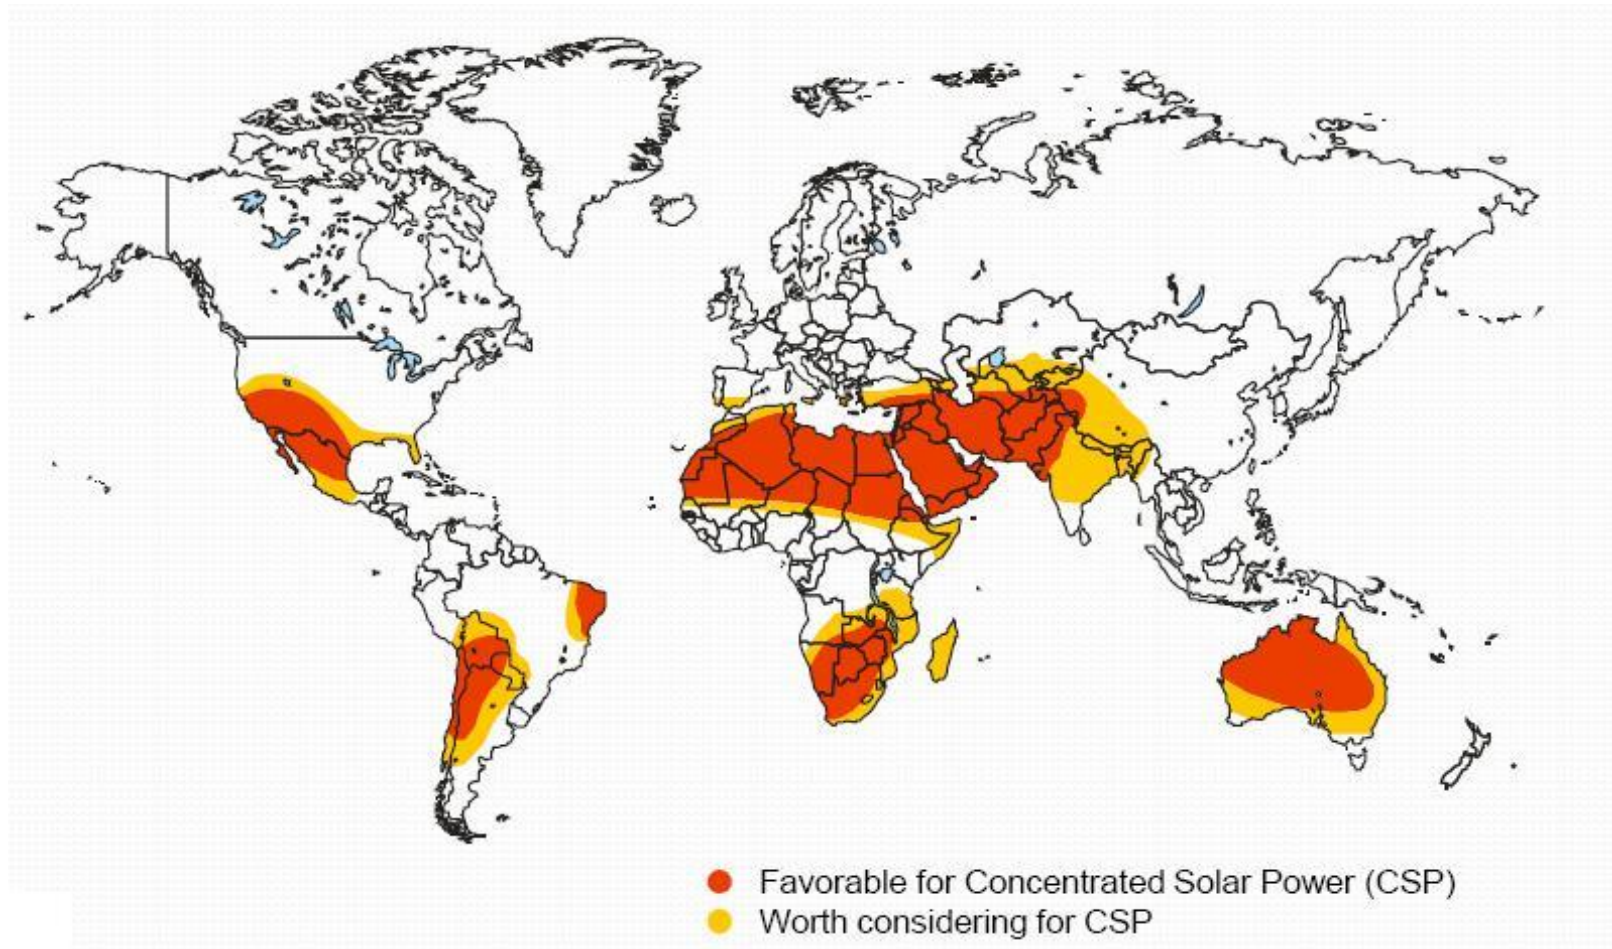 Favorable for Concentrated Solar Power (CSP)
Worth considering for CSP